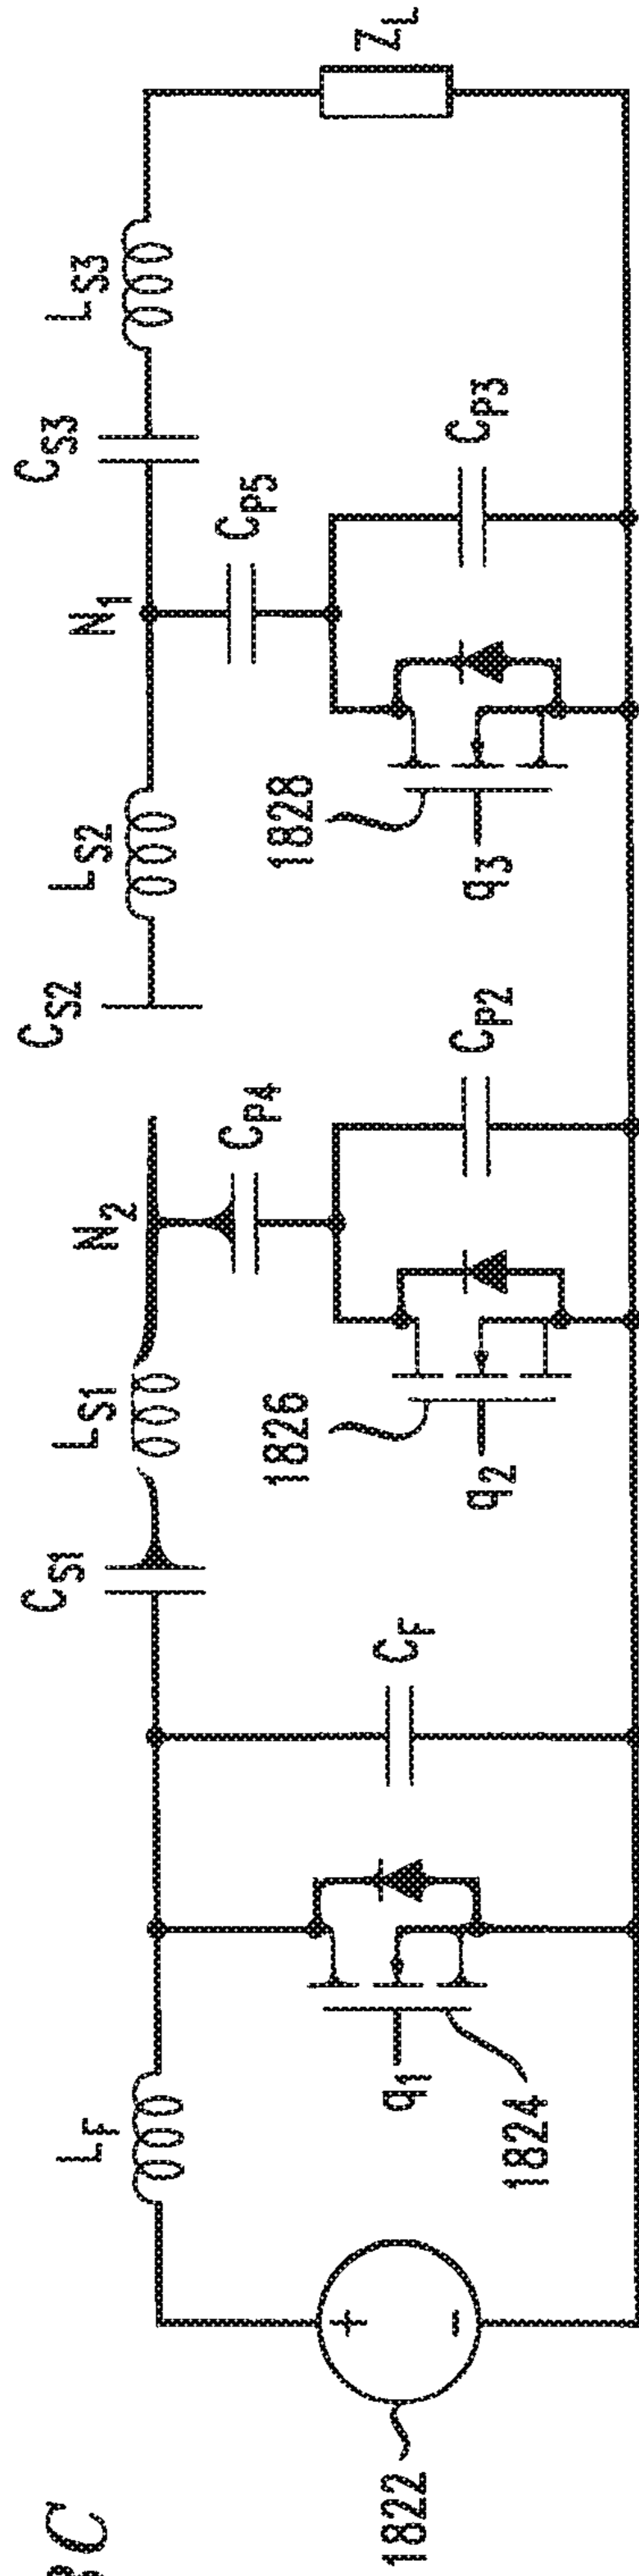 L_F
C_S1
L_S1
N_2
C_S2
L_S2
N_1
C_S3
L_S3
C_P4
C_P5
Z_L
q_1
1824
C_F
1826
q_2
C_P2
1828
q_3
C_P3
+
-
1822